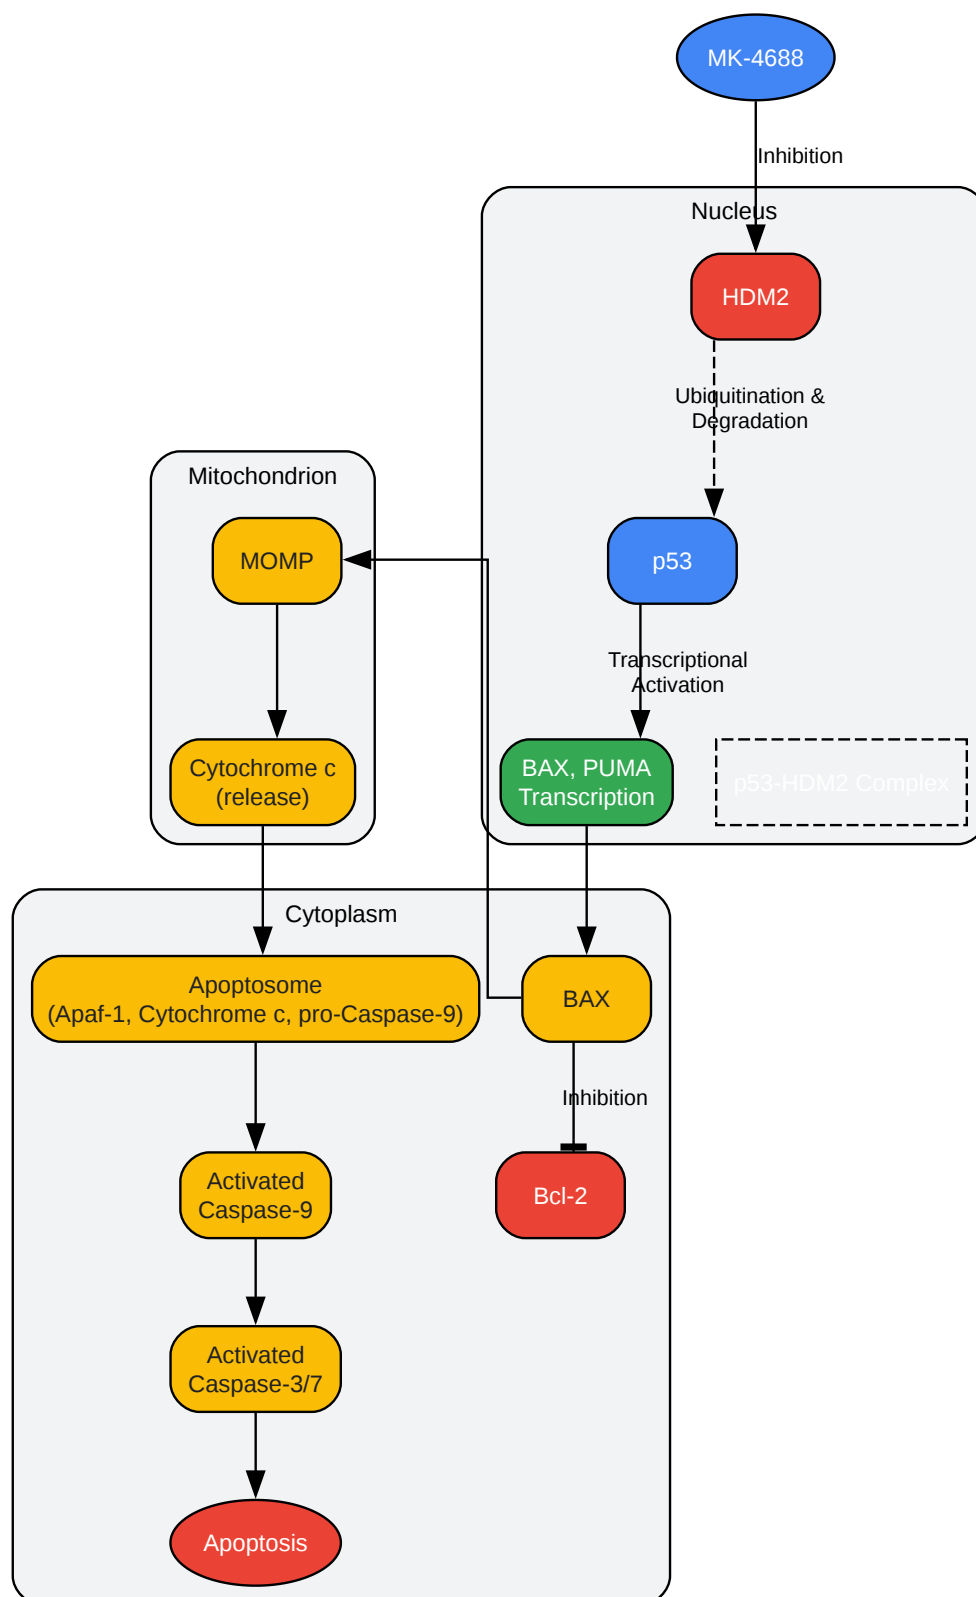 MK-4688
Inhibition
Nucleus
HDM2
Ubiquitination &
Degradation
Mitochondrion
MOMP
p53
Transcriptional
Activation
Cytochrome c
(release)
BAX, PUMA
Transcription
p53-HDM2 Complex
Cytoplasm
Apoptosome
(Apaf-1, Cytochrome c, pro-Caspase-9)
BAX
Inhibition
Activated
Caspase-9
Bcl-2
Activated
Caspase-3/7
Apoptosis